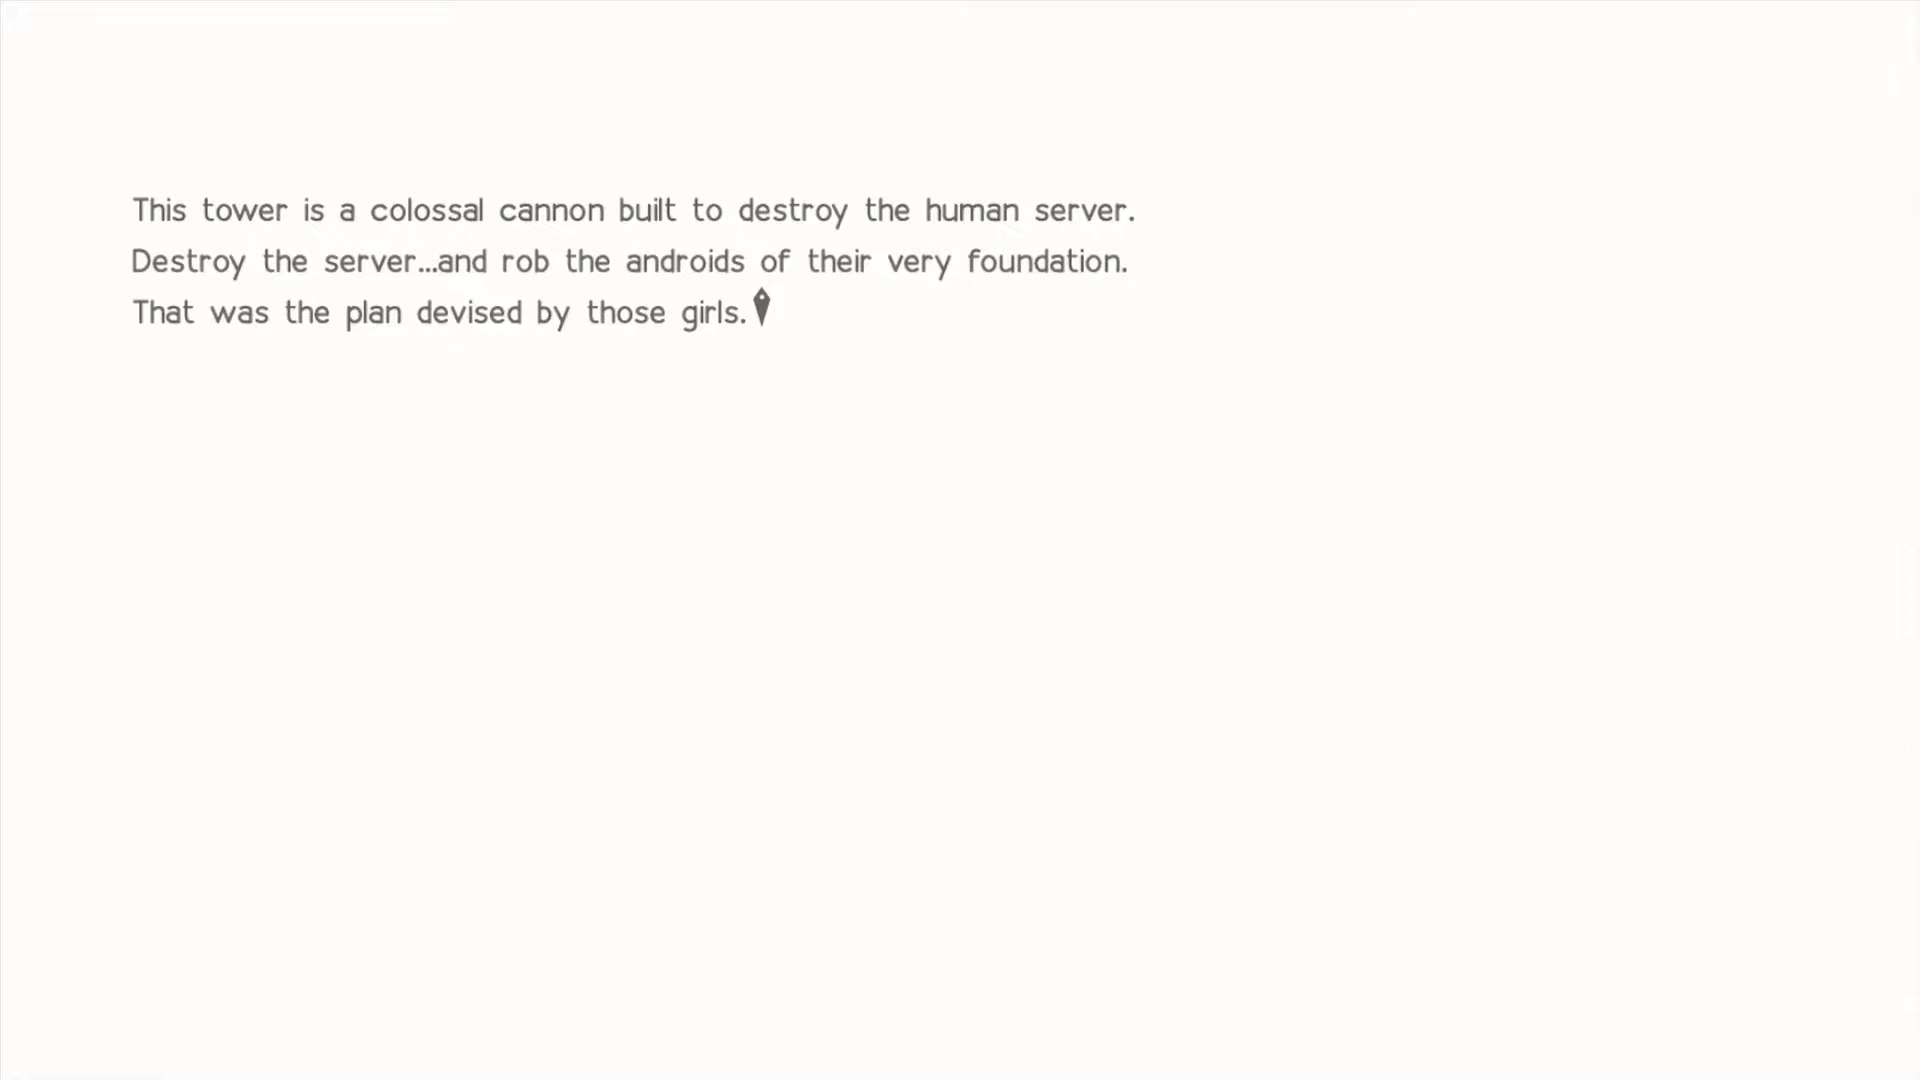 This tower is a colossal cannon built to destroy the human server.
Destroy the server...and rob the androids of their very foundation.
That was the plan devised by those girls.